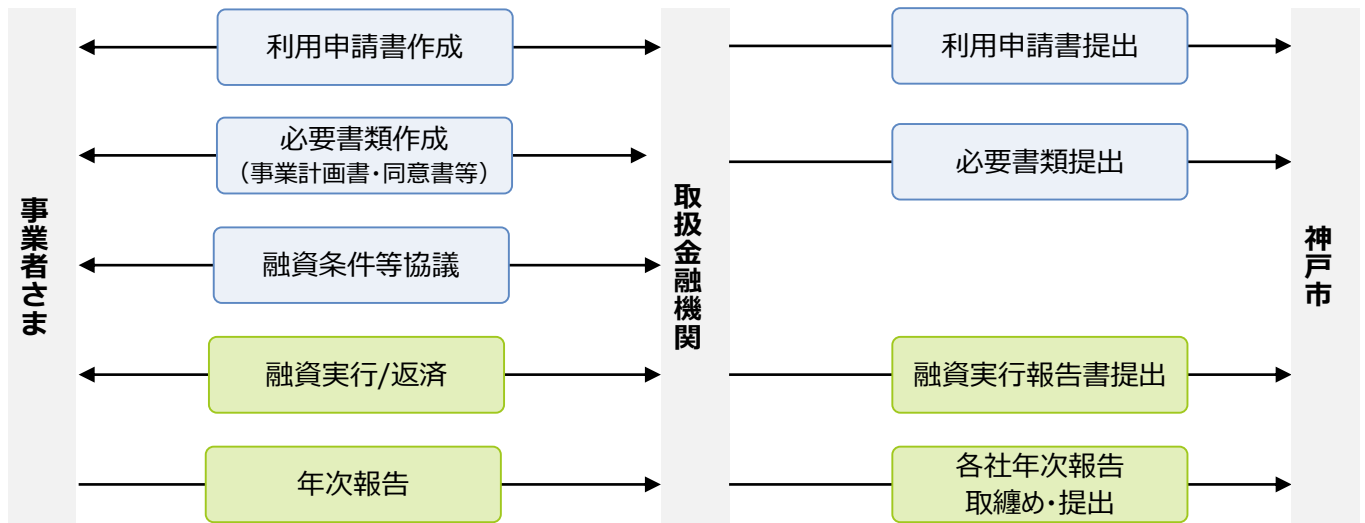 事業者さま
利用申請書作成
必要書類作成
（事業計画書・同意書等）
融資条件等協議
融資実行/返済
年次報告
取扱金融機関
利用申請書提出
必要書類提出
融資実行報告書提出
各社年次報告
取纏め・提出
神戸市